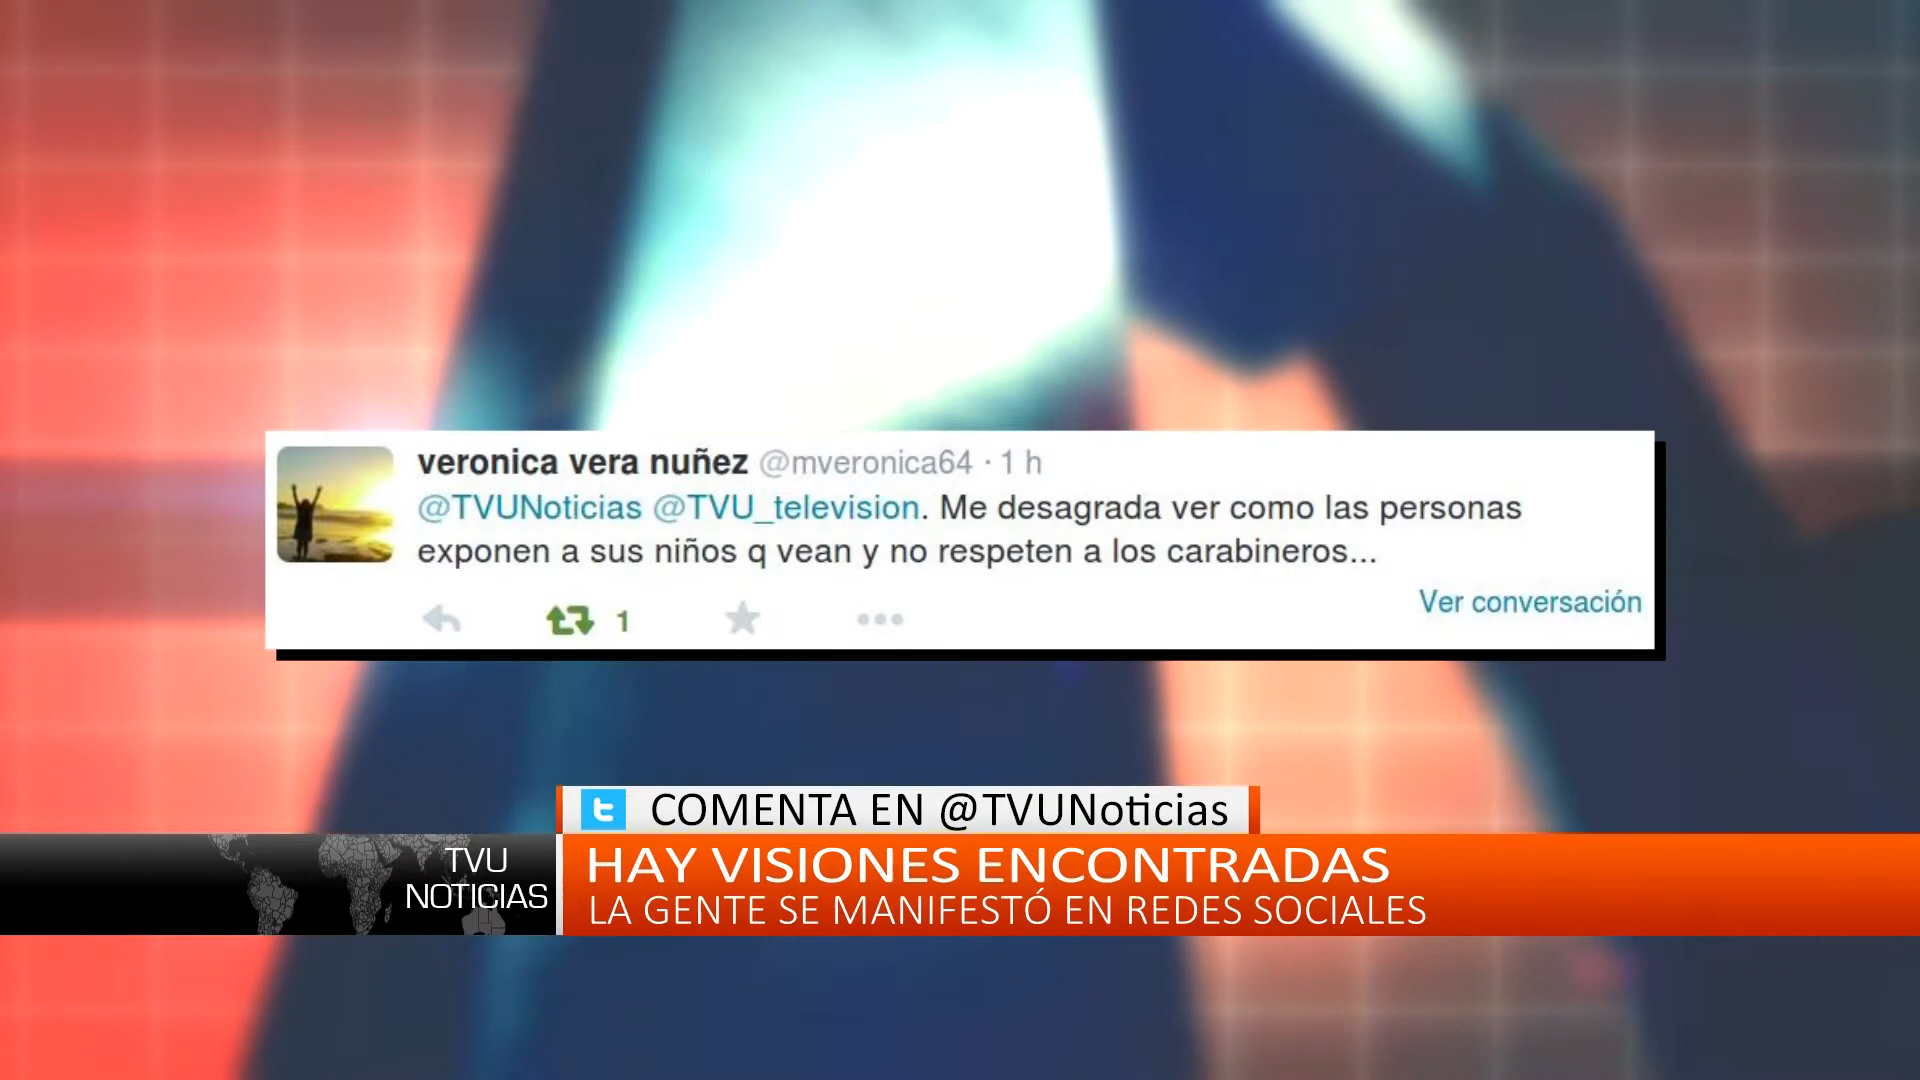 veronica vera nuñez @mveronica64 · 1 h
@TVUNoticias @TVU_television. Me desagrada ver como las personas
exponen a sus niños q vean y no respeten a los carabineros...
1
Ver conversación
COMENTA EN @TVUNoticias
TVU
NOTICIAS
HAY VISIONES ENCONTRADAS
LA GENTE SE MANIFESTÓ EN REDES SOCIALES